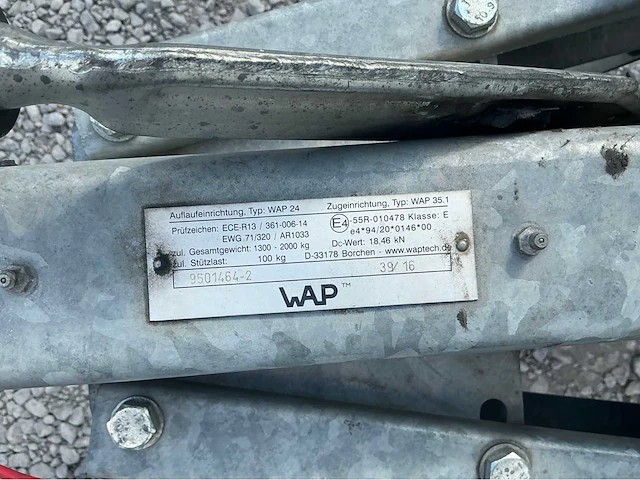 Auflaufeinrichtung, Typ: WAP 24 Zugeinrichtung, Typ: WAP 35.1
Prüfzeichen: ECE-R13 / 361-006-14 E4 -55R-010478 Klasse: E
EWG 71/320 / AR1033 e4*94/20*0146*00
zul. Gesamtgewicht: 1300 - 2000 kg Dc-Wert: 18,46 kN
zul. Stützlast: 100 kg D-33178 Borchen - www.waptech.de
9501464-2 39/16
WAP ™